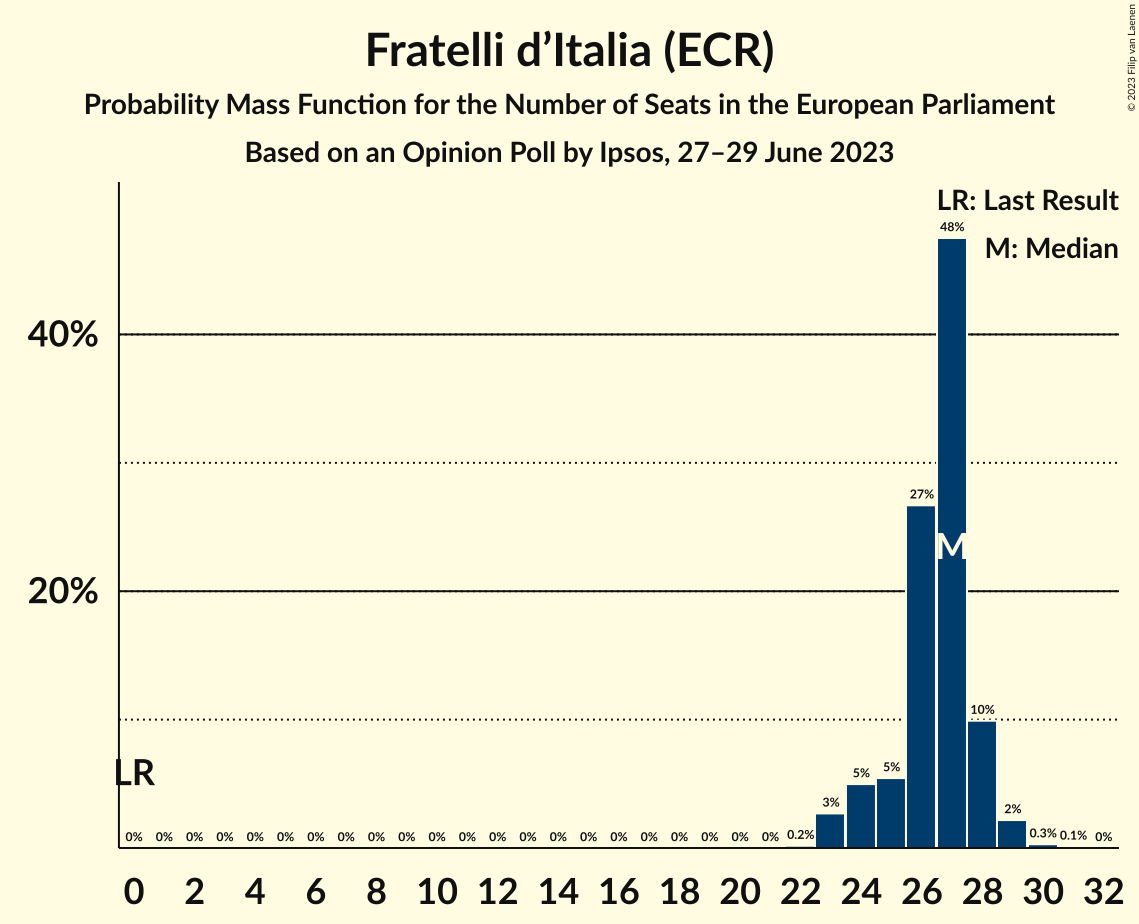 Fratelli d’Italia (ECR)
Probability Mass Function for the Number of Seats in the European Parliament
Based on an Opinion Poll by Ipsos, 27–29 June 2023
© 2023 Filip van Laenen
LR: Last Result
M: Median
40%
20%
48%
27%
M
10%
LR
5%
5%
3%
2%
0% 0% 0% 0% 0% 0% 0% 0% 0% 0% 0% 0% 0% 0% 0% 0% 0% 0% 0% 0% 0% 0% 0.2% 0.3% 0.1% 0%
0 2 4 6 8 10 12 14 16 18 20 22 24 26 28 30 32